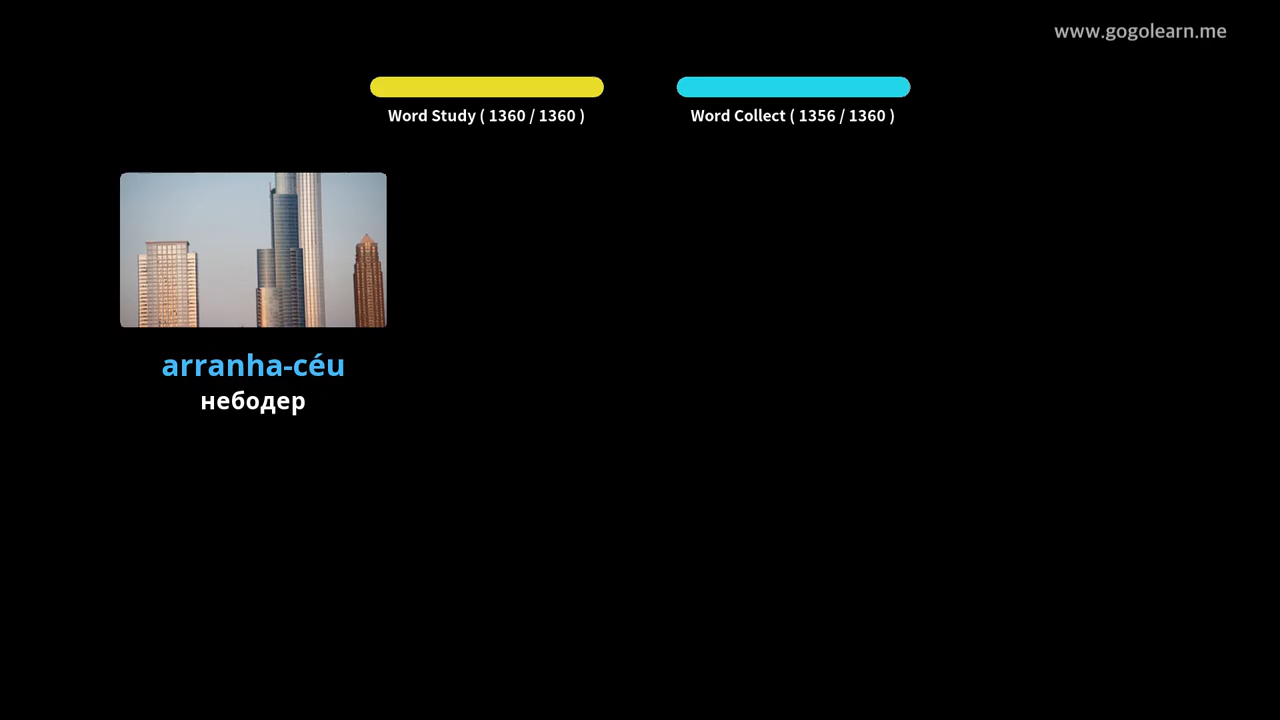 www.gogolearn.me
Word Study ( 1360 / 1360 )
Word Collect ( 1356 / 1360 )
arranha-céu
небодер